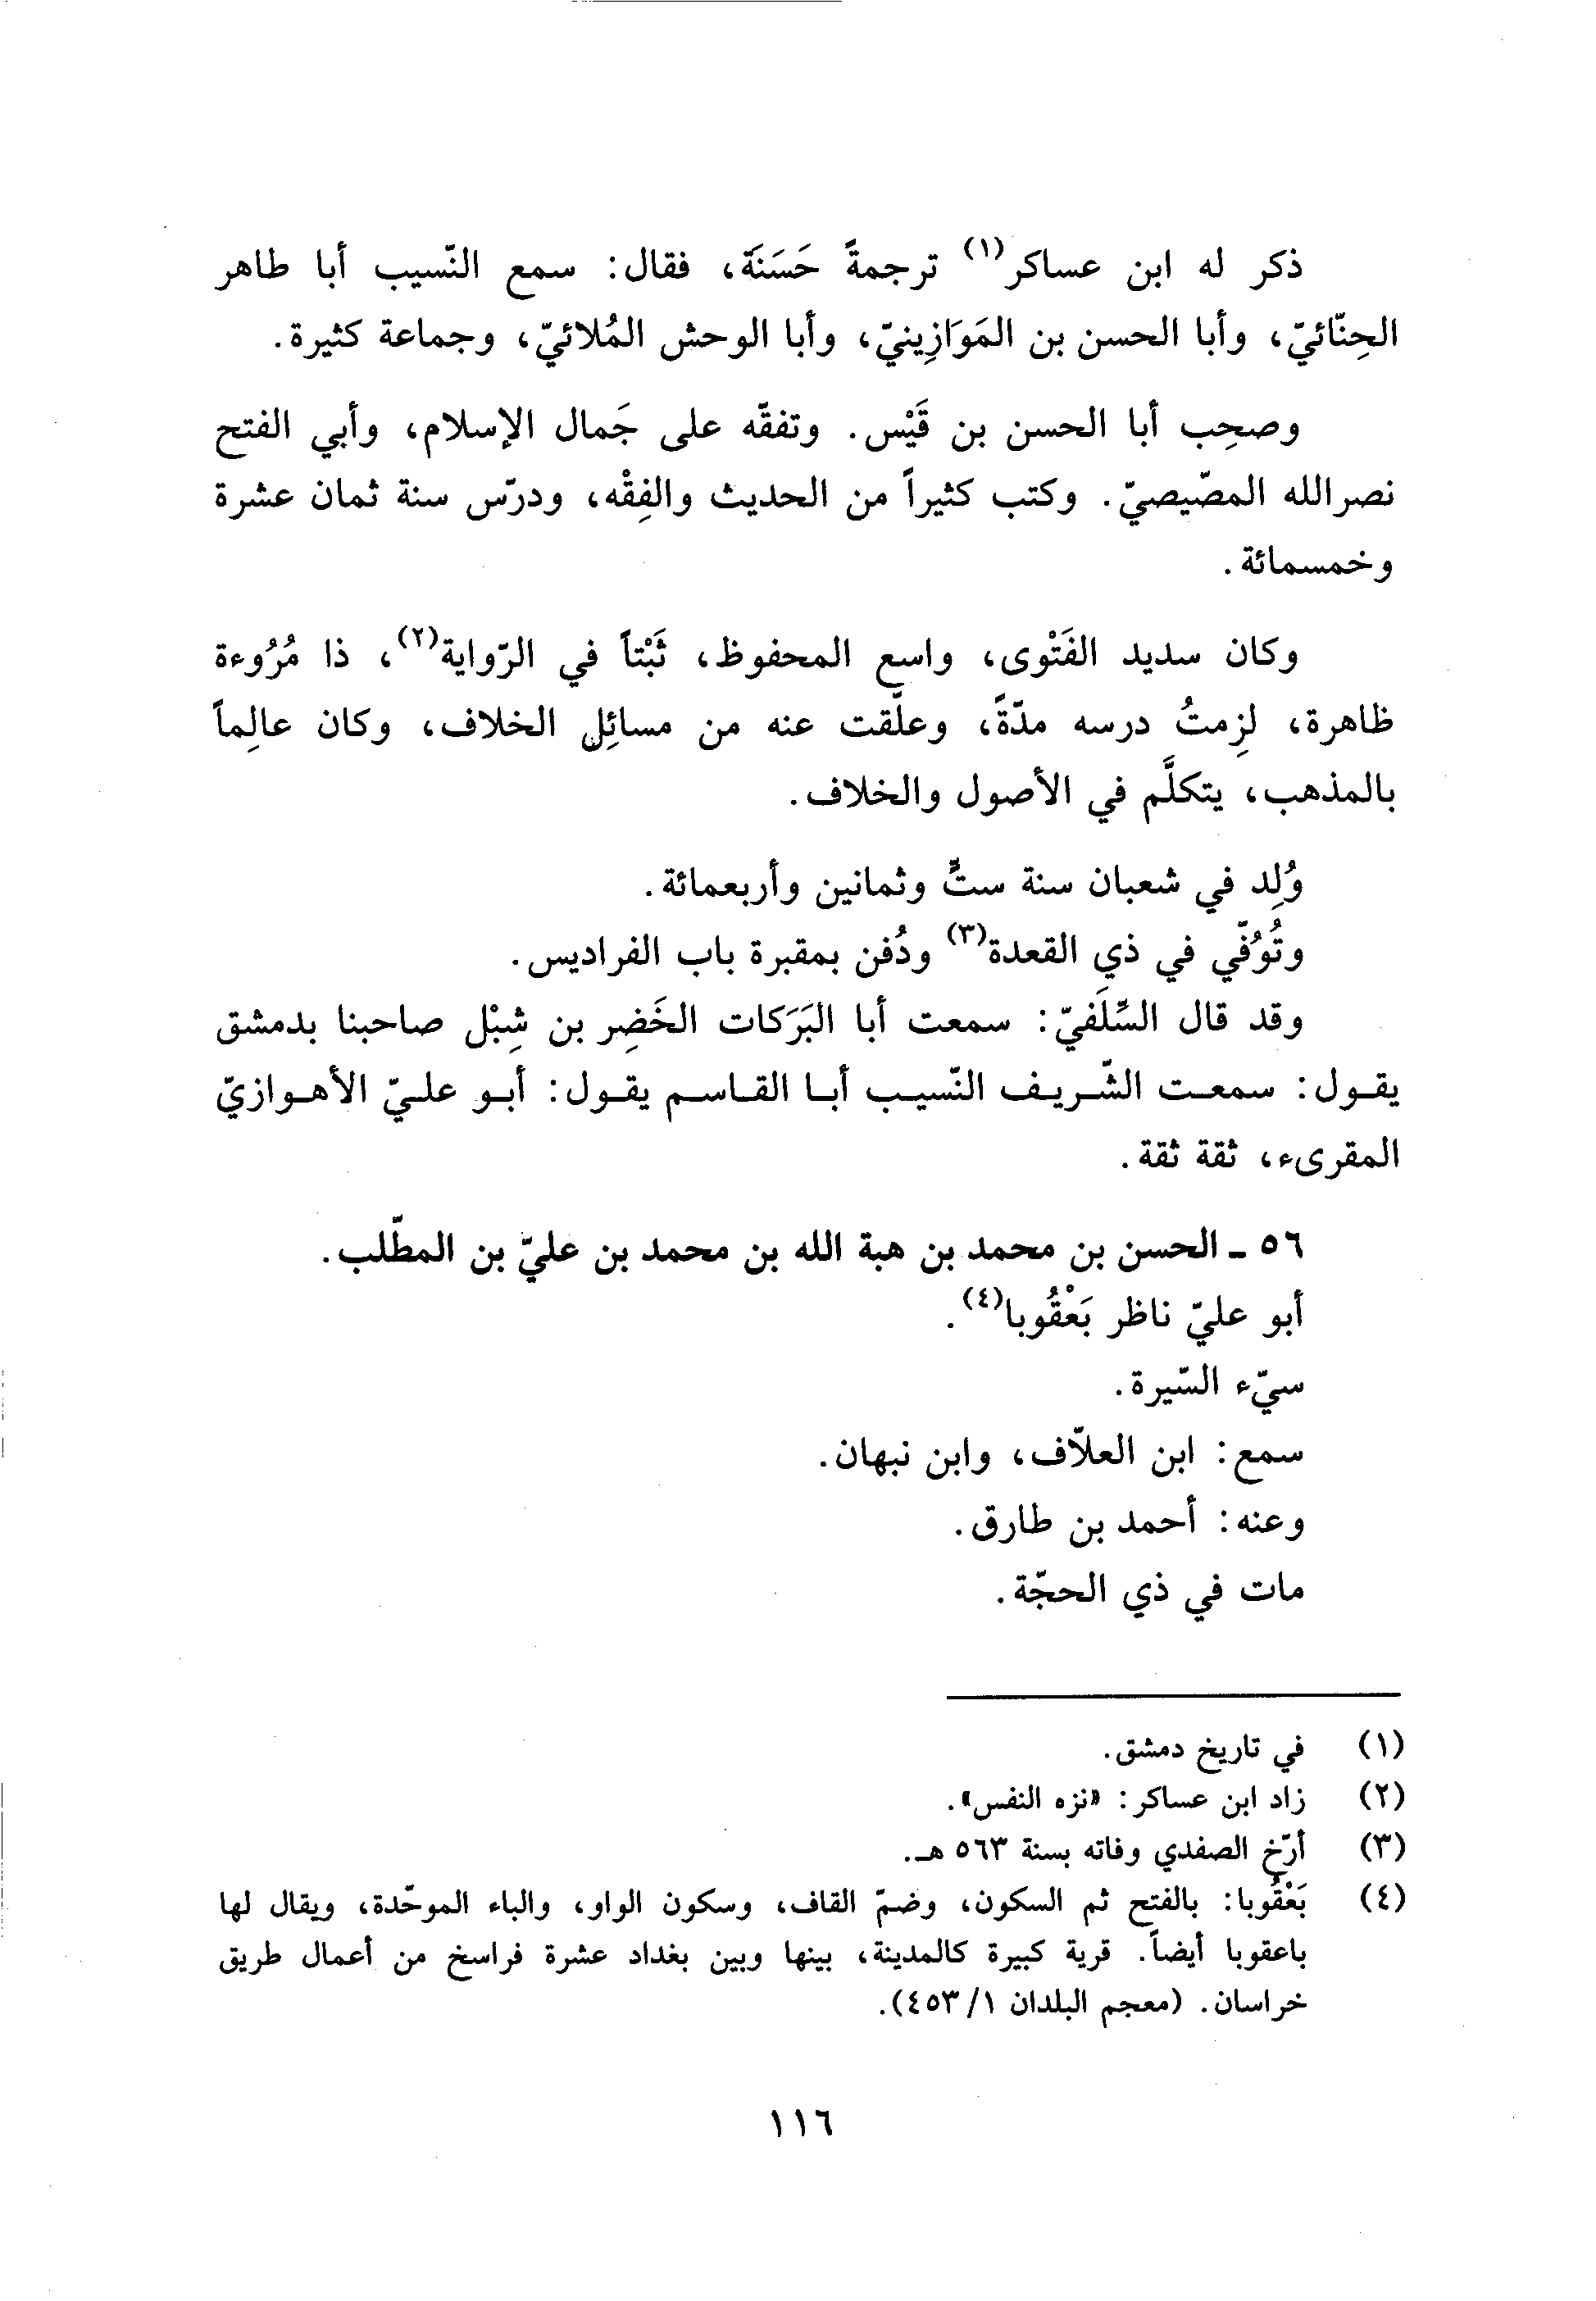 ذكر له ابن عساكر(١) ترجمةً حَسَنَة، فقال: سمع النّسيب أبا طاهر
الحِنّائيّ، وأبا الحسن بن المَوَازِينيّ، وأبا الوحش المُلائيّ، وجماعة كثيرة.
وصحِب أبا الحسن بن قَيْس. وتفقّه على جَمال الإسلام، وأبي الفتح
نصرالله المصّيصيّ. وكتب كثيراً من الحديث والفِقْه، ودرّس سنة ثمان عشرة
وخمسمائة.
وكان سديد الفَتْوى، واسع المحفوظ، ثَبْتاً في الرّواية(٢)، ذا مُرُوءة
ظاهرة، لزِمتُ درسه مدّةً، وعلّقت عنه من مسائِل الخلاف، وكان عالِماً
بالمذهب، يتكلَّم في الأصول والخلاف.
وُلِد في شعبان سنة ستٍّ وثمانين وأربعمائة.
وتُوُفّي في ذي القعدة(٣) ودُفن بمقبرة باب الفراديس.
وقد قال السِّلَفيّ: سمعت أبا البَرَكات الخَضِر بن شِبْل صاحبنا بدمشق
يقـول: سمعـت الشّـريـف النّسيـب أبـا القـاسـم يقـول: أبـو علـيّ الأهـوازيّ
المقرىء، ثقة ثقة.
٥٦ - الحسن بن محمد بن هبة الله بن محمد بن عليّ بن المطّلب.
أبو عليّ ناظر بَعْقُوبا(٤).
سيّء السّيرة.
سمع: ابن العلاّف، وابن نبهان.
وعنه: أحمد بن طارق.
مات في ذي الحجّة.
(١) في تاريخ دمشق.
(٢) زاد ابن عساكر: «نزه النفس».
(٣) أرّخ الصفدي وفاته بسنة ٥٦٣ هـ.
(٤) بَعْقُوبا: بالفتح ثم السكون، وضمّ القاف، وسكون الواو، والباء الموحّدة، ويقال لها
باعقوبا أيضاً. قرية كبيرة كالمدينة، بينها وبين بغداد عشرة فراسخ من أعمال طريق
خراسان. (معجم البلدان ١/ ٤٥٣).
١١٦